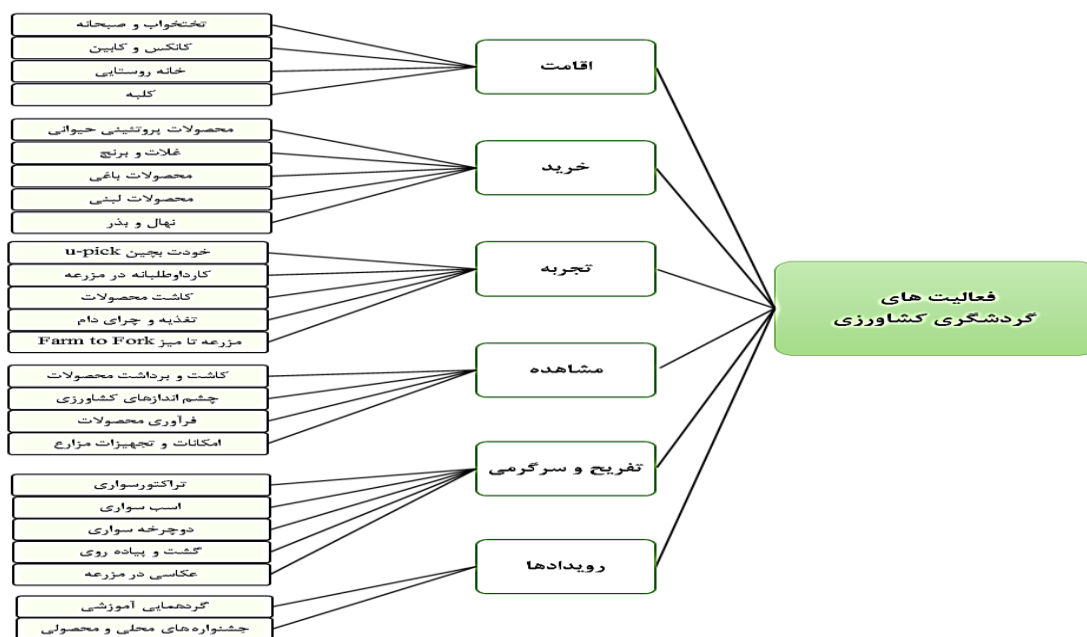 فعالیت های
گردشگری کشاورزی
اقامت
تختخواب و صبحانه
کانکس و کابین
خانه روستایی
کلبه
خرید
محصولات پروتئینی حیوانی
غلات و برنج
محصولات باغی
محصولات لبنی
نهال و بذر
تجربه
خودت بچین u-pick
کارداوطلبانه در مزرعه
کاشت محصولات
تغذیه و چرای دام
مزرعه تا میز Farm to Fork
مشاهده
کاشت و برداشت محصولات
چشم اندازهای کشاورزی
فرآوری محصولات
امکانات و تجهیزات مزارع
تفریح و سرگرمی
تراکتورسواری
اسب سواری
دوچرخه سواری
گشت و پیاده روی
عکاسی در مزرعه
رویدادها
گردهمایی آموزشی
جشنواره‌های محلی و محصولی